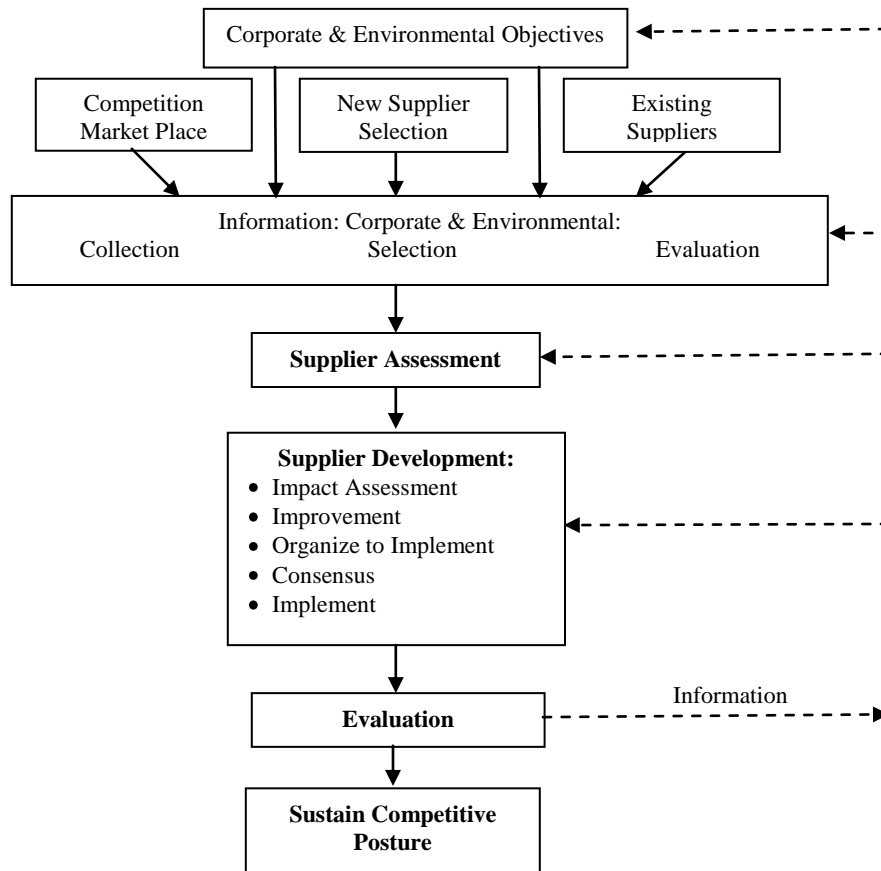 Corporate & Environmental Objectives
Competition
Market Place
New Supplier
Selection
Existing
Suppliers
Information: Corporate & Environmental:
Collection Selection Evaluation
Supplier Assessment
Supplier Development:
• Impact Assessment
• Improvement
• Organize to Implement
• Consensus
• Implement
Evaluation
Information
Sustain Competitive
Posture